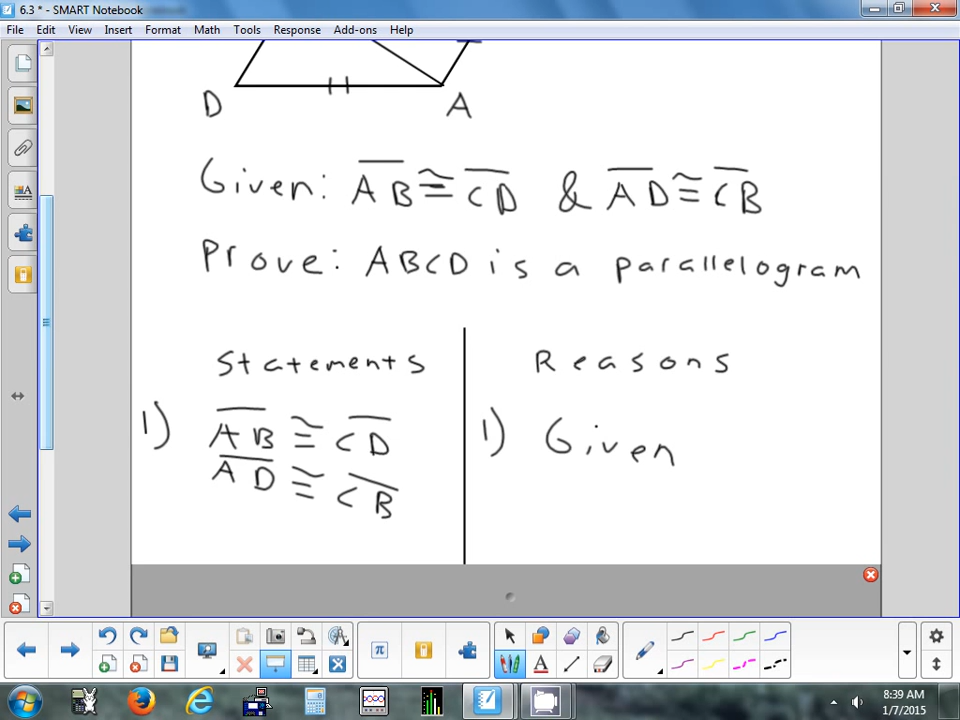 6.3 * - SMART Notebook
File Edit View Insert Format Math Tools Response Add-ons Help
D A
Given: AB ≅ CD & AD ≅ CB
Prove: ABCD is a parallelogram
Statements Reasons
1) AB ≅ CD 1) Given
AD ≅ CB
π
A
8:39 AM
1/7/2015